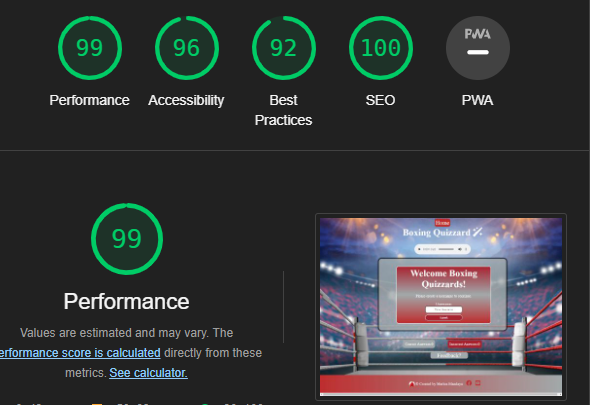 99
96
92
100
PWA
Performance
Accessibility
Best
Practices
SEO
PWA
99
Performance
Values are estimated and may vary. The
erformance score is calculated directly from these
metrics. See calculator.
Home
Boxing Quizzard
Welcome Boxing
Quizzards!
Feedback?